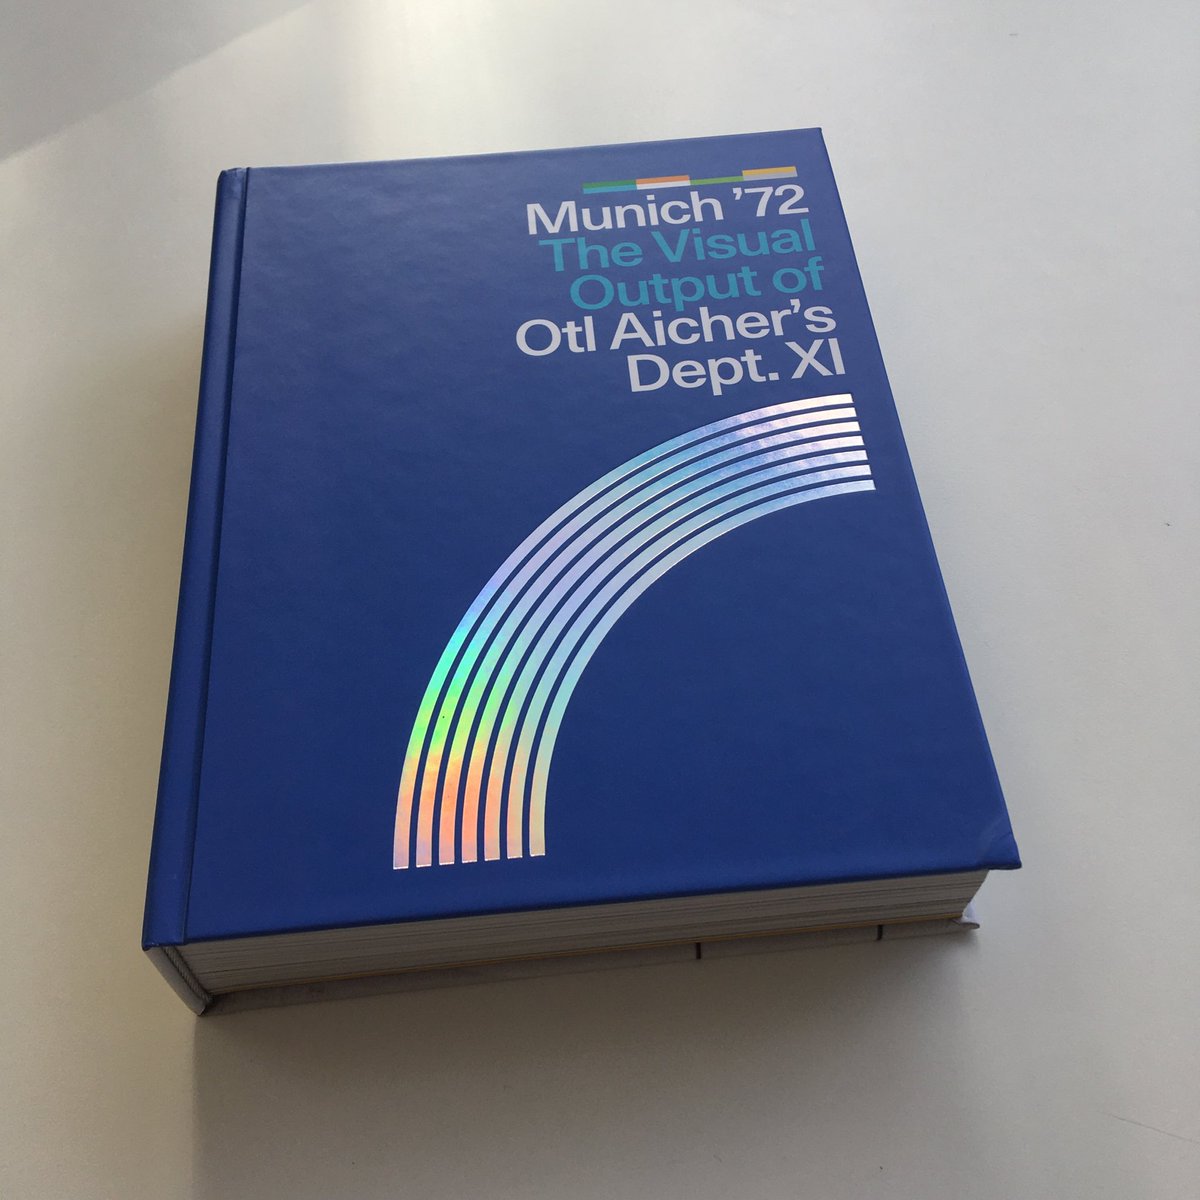 Munich ’72
The Visual
Output of
Otl Aicher’s
Dept. XI